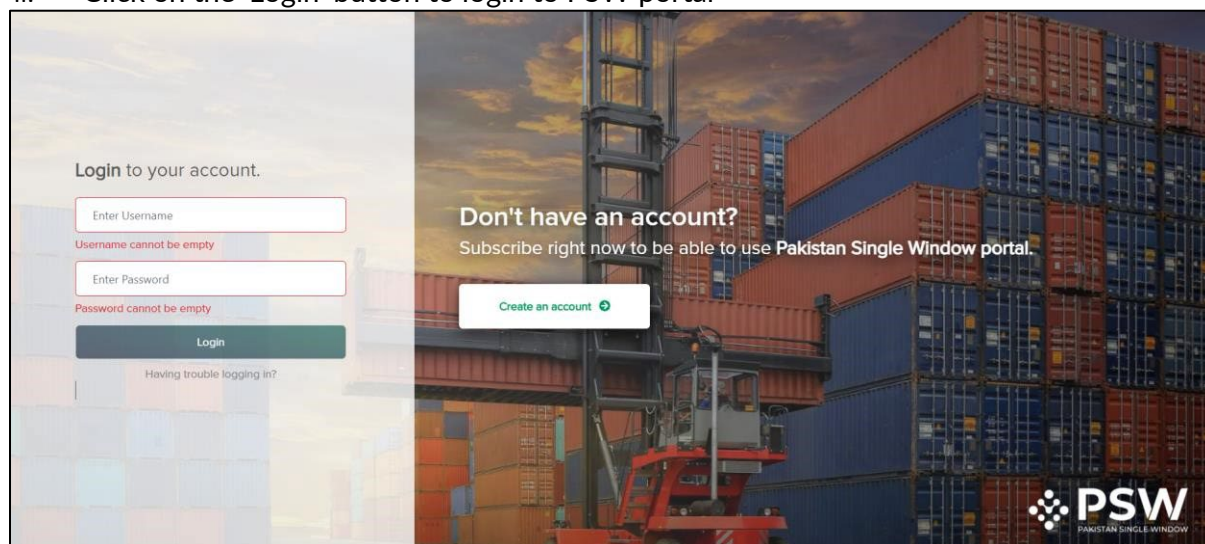 Click on the 'Login' button to login to PSW portal
Login to your account.
Enter Username
Username cannot be empty
Enter Password
Password cannot be empty
Login
Having trouble logging in?
Don't have an account?
Subscribe right now to be able to use Pakistan Single Window portal.
Create an account
PSW
PAKISTAN SINGLE WINDOW